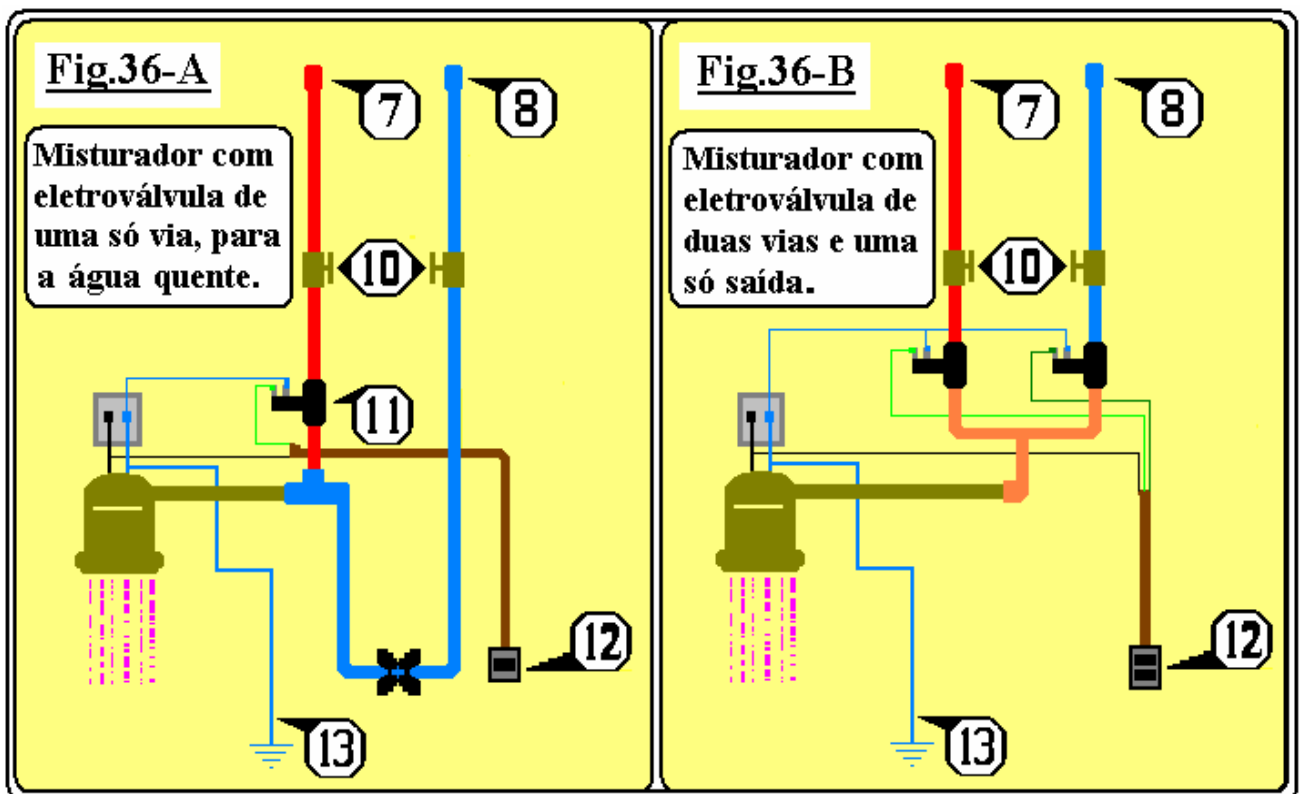 Fig.36-A
7
8
Misturador com
eletroválvula de
uma só via, para
a água quente.
10
11
12
13
Fig.36-B
7
8
Misturador com
eletroválvula de
duas vias e uma
só saída.
10
12
13